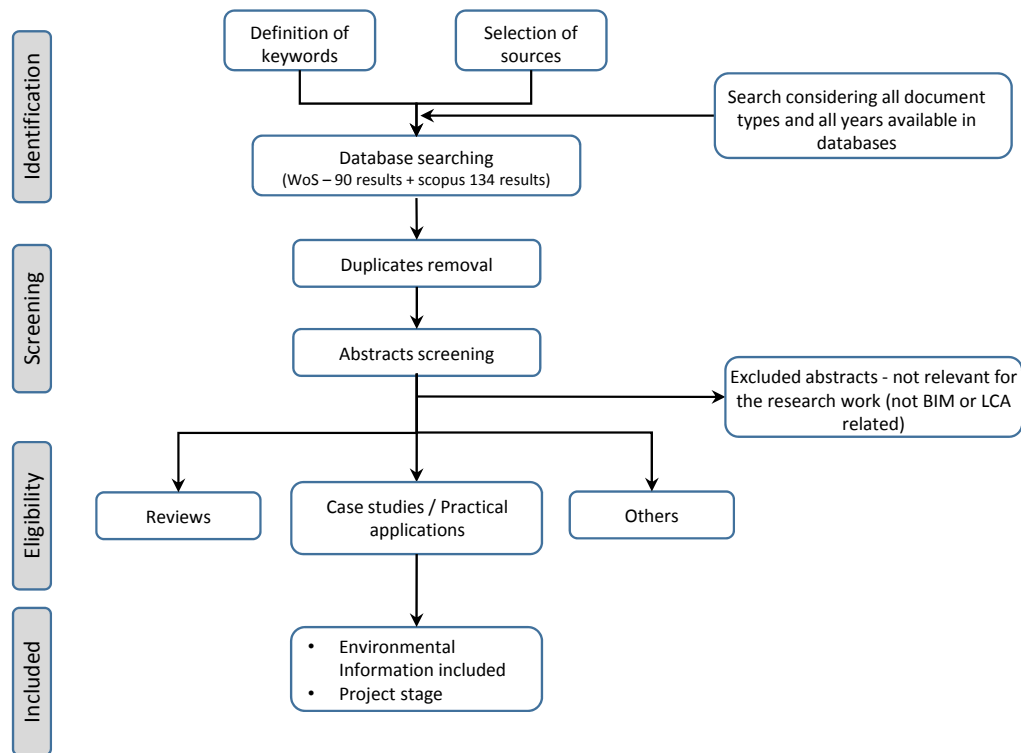 Identification
Definition of
keywords
Selection of
sources
Search considering all document
types and all years available in
databases
Database searching
(WoS – 90 results + scopus 134 results)
Screening
Duplicates removal
Abstracts screening
Excluded abstracts - not relevant for
the research work (not BIM or LCA
related)
Eligibility
Reviews
Case studies / Practical
applications
Others
Included
• Environmental
Information included
• Project stage